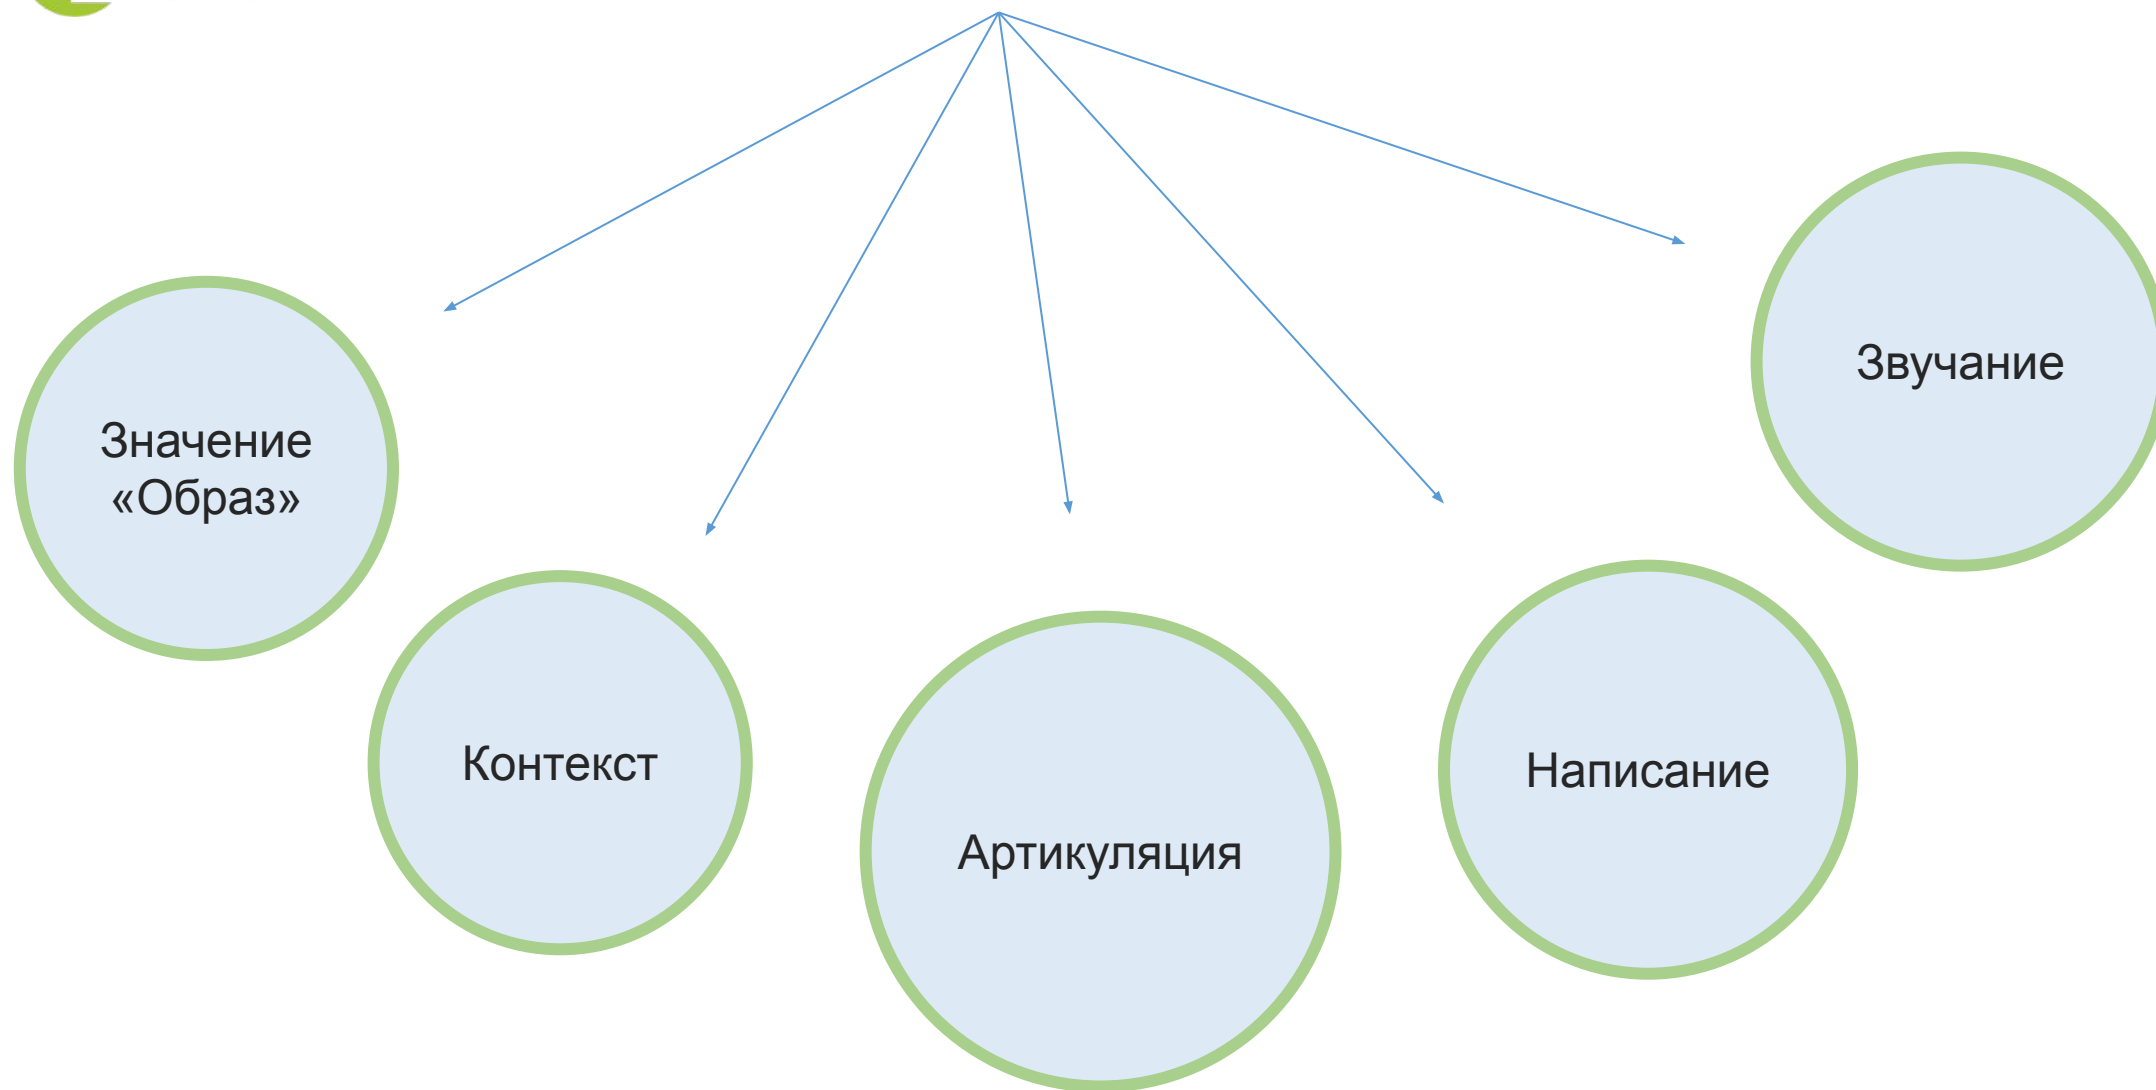 Значение
«Образ»
Контекст
Артикуляция
Написание
Звучание